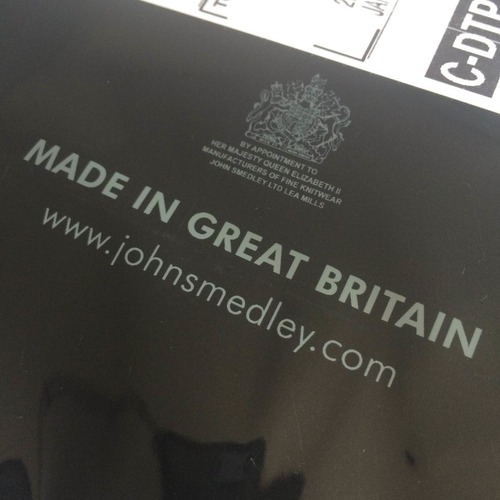 C-DTP
BY APPOINTMENT TO
HER MAJESTY QUEEN ELIZABETH II
MANUFACTURERS OF FINE KNITWEAR
JOHN SMEDLEY LTD LEA MILLS
MADE IN GREAT BRITAIN
www.johnsmedley.com